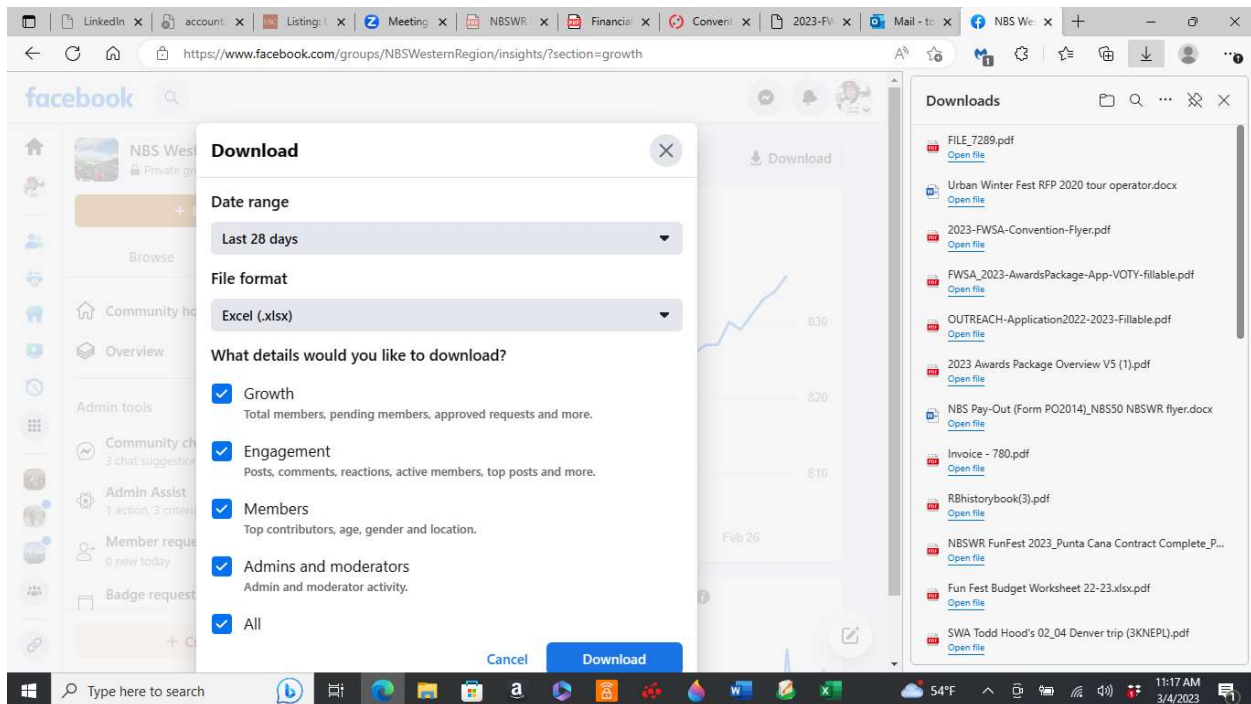 LinkedIn
account.
Listing: L
Meeting
NBSWR
Financial
Conven
2023-FW
Mail - to
NBS We
https://www.facebook.com/groups/NBSWesternRegion/insights/?section=growth
1
facebook
Downloads
FILE_7289.pdf
Open file
Urban Winter Fest RFP 2020 tour operator.docx
Open file
2023-FWSA-Convention-Flyer.pdf
Open file
FWSA_2023-AwardsPackage-App-VOTY-fillable.pdf
Open file
OUTREACH-Application2022-2023-Fillable.pdf
Open file
2023 Awards Package Overview V5 (1).pdf
Open file
NBS Pay-Out (Form PO2014)_NBS50 NBSWR flyer.docx
Open file
Invoice - 780.pdf
Open file
RBhistorybook(3).pdf
Open file
NBSWR FunFest 2023_Punta Cana Contract Complete_P...
Open file
Fun Fest Budget Worksheet 22-23.xlsx.pdf
Open file
SWA Todd Hood's 02_04 Denver trip (3KNEPL).pdf
Open file
NBS West
Private gr
+
Browse
Community ho
Overview
Admin tools
Community ch
3 chat suggestion
Admin Assist
1 action, 3 criteria
Member reque
0 new today
Badge request
+ C
Download
Date range
Last 28 days
File format
Excel (.xlsx)
What details would you like to download?
Growth
Total members, pending members, approved requests and more.
Engagement
Posts, comments, reactions, active members, top posts and more.
Members
Top contributors, age, gender and location.
Admins and moderators
Admin and moderator activity.
All
Cancel
Download
Download
830
820
810
Feb 26
Type here to search
54°F
11:17 AM
3/4/2023